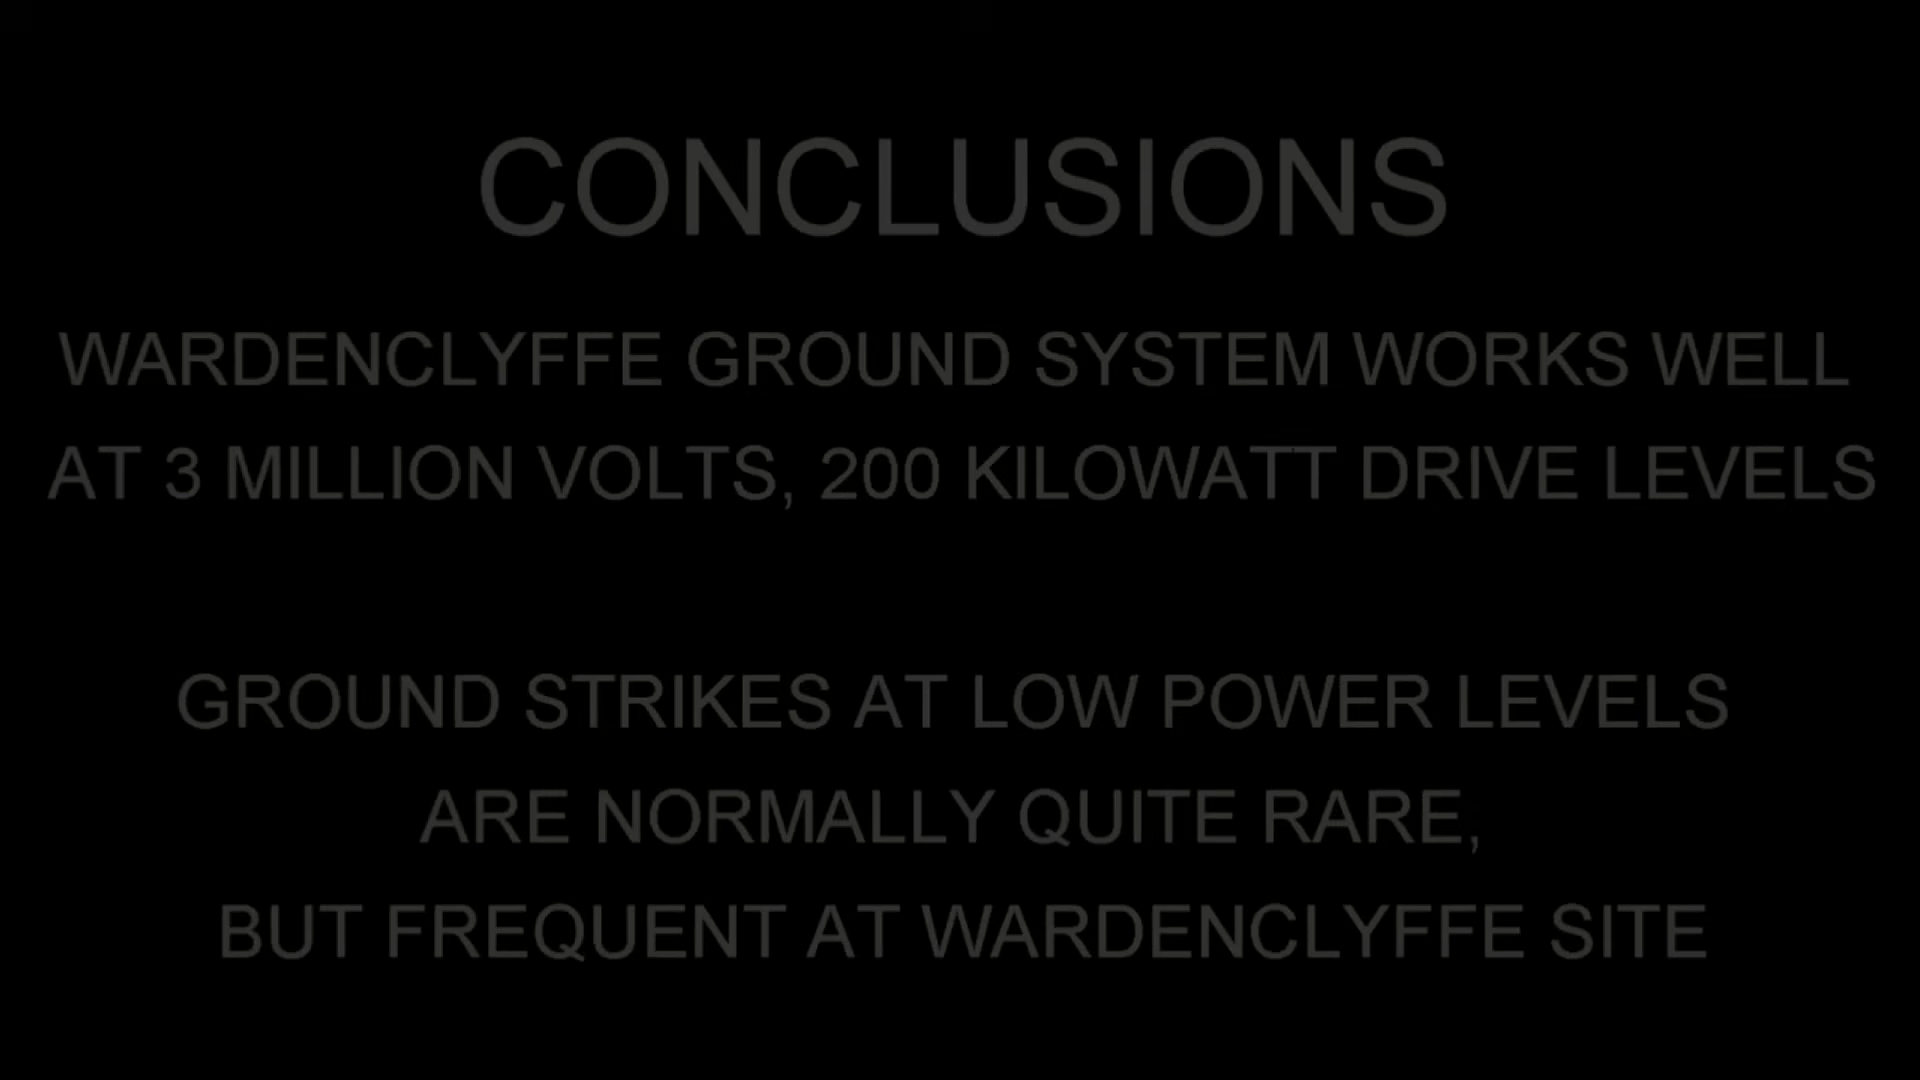 CONCLUSIONS
WARDENCLYFFE GROUND SYSTEM WORKS WELL
AT 3 MILLION VOLTS, 200 KILOWATT DRIVE LEVELS
GROUND STRIKES AT LOW POWER LEVELS
ARE NORMALLY QUITE RARE,
BUT FREQUENT AT WARDENCLYFFE SITE